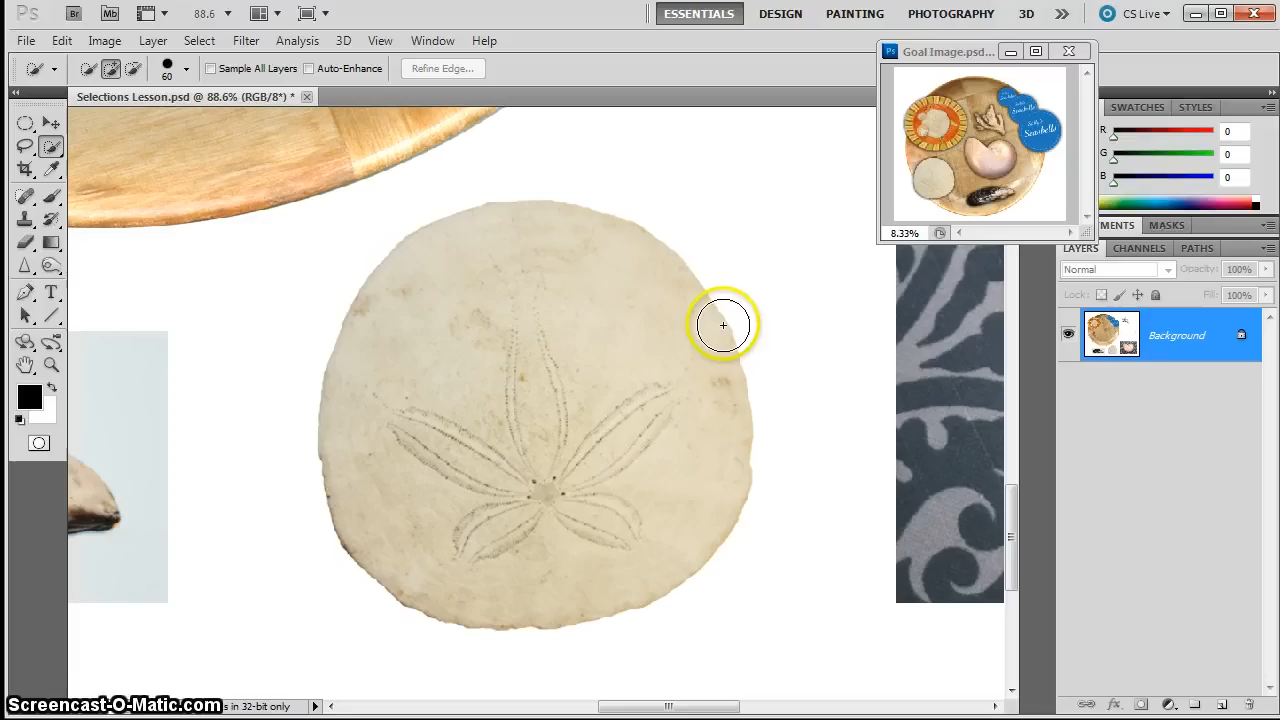 Ps Br Mb 88.6 ESSENTIALS DESIGN PAINTING PHOTOGRAPHY 3D CS Live
File Edit Image Layer Select Filter Analysis 3D View Window Help
60 Sample All Layers Auto-Enhance Refine Edge...
Ps Goal Image.psd...
Selections Lesson.psd @ 88.6% (RGB/8*) *
SWATCHES STYLES
R 0
G 0
B 0
Seashells
8.33%
MENTS MASKS
LAYERS CHANNELS PATHS
Normal Opacity: 100%
Lock: Fill: 100%
Background
T
Screencast-O-Matic.com s in 32-bit only